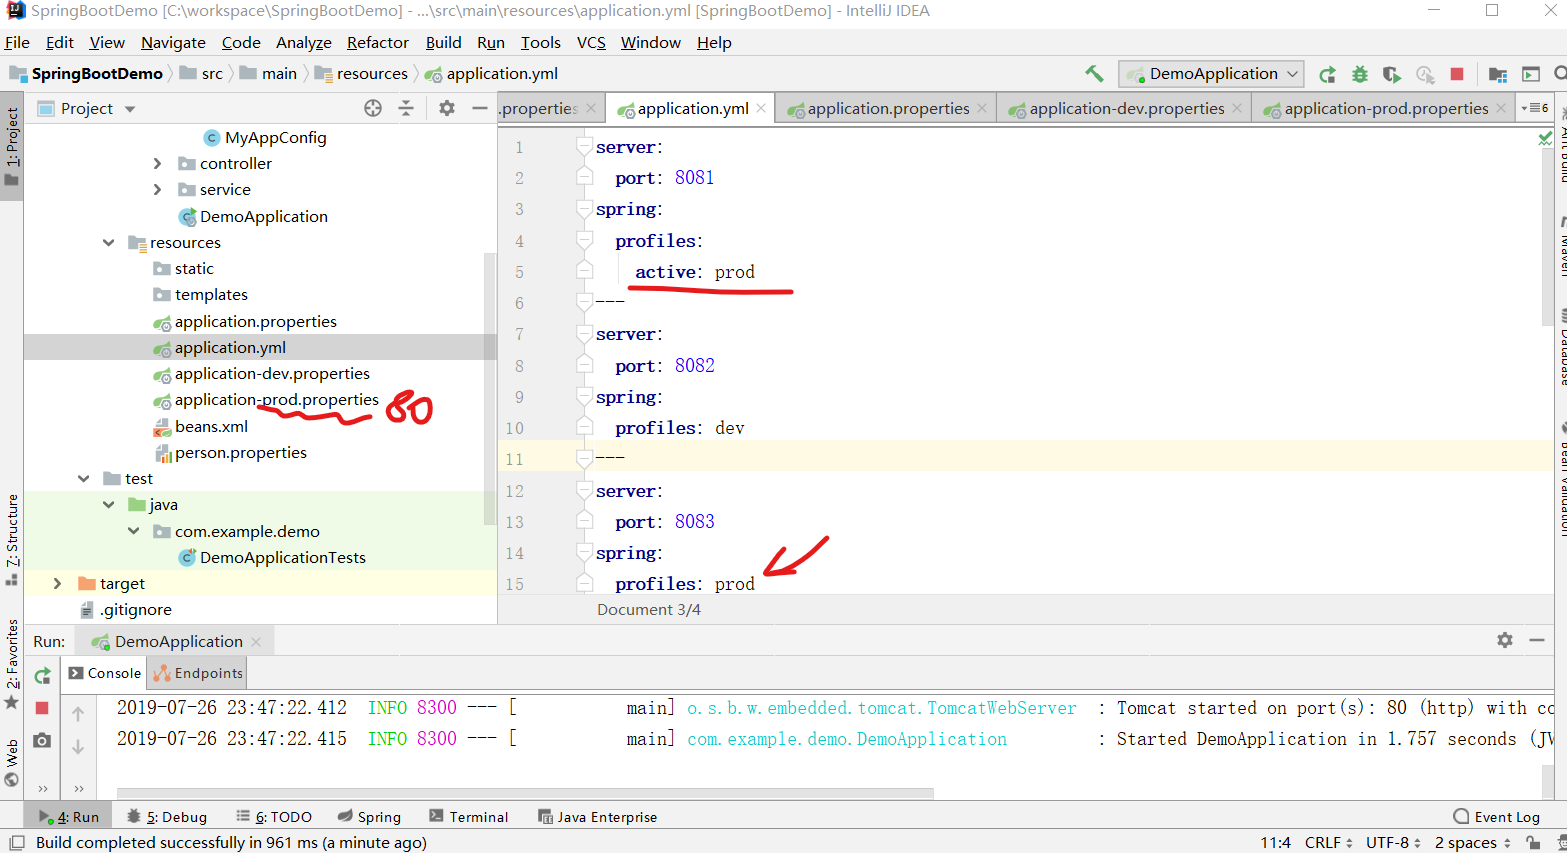 SpringBootDemo [C:\workspace\SpringBootDemo] - ...\src\main\resources\application.yml [SpringBootDemo] - IntelliJ IDEA
File Edit View Navigate Code Analyze Refactor Build Run Tools VCS Window Help
SpringBootDemo src main resources application.yml DemoApplication
Project
.properties application.yml application.properties application-dev.properties application-prod.properties 6
1: Project
MyAppConfig
controller
service
DemoApplication
resources
static
templates
application.properties
application.yml
application-dev.properties
application-prod.properties 80
beans.xml
person.properties
test
java
com.example.demo
DemoApplicationTests
target
.gitignore
1 server:
2 port: 8081
3 spring:
4 profiles:
5 active: prod
6 ---
7 server:
8 port: 8082
9 spring:
10 profiles: dev
11 ---
12 server:
13 port: 8083
14 spring:
15 profiles: prod
Document 3/4
Ant Build
Maven
Database
Bean Validation
7: Structure
2: Favorites
Web
Run: DemoApplication
Console Endpoints
2019-07-26 23:47:22.412 INFO 8300 --- [ main] o.s.b.w.embedded.tomcat.TomcatWebServer : Tomcat started on port(s): 80 (http) with co
2019-07-26 23:47:22.415 INFO 8300 --- [ main] com.example.demo.DemoApplication : Started DemoApplication in 1.757 seconds (JV
4: Run 5: Debug 6: TODO Spring Terminal Java Enterprise Event Log
Build completed successfully in 961 ms (a minute ago) 11:4 CRLF UTF-8 2 spaces